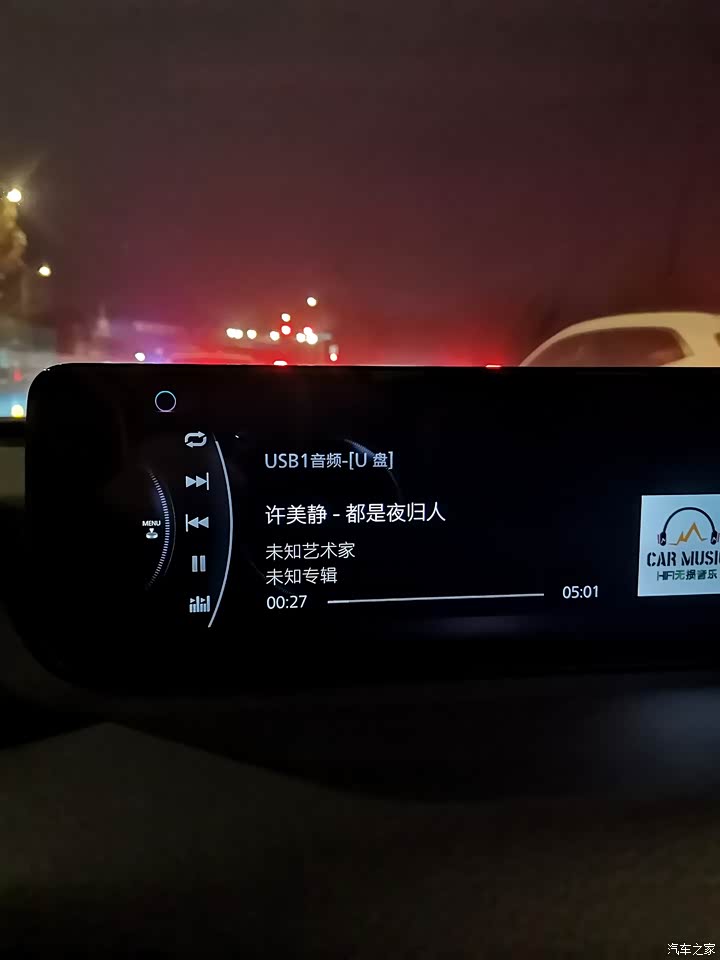 USB1音频-[U 盘]
MENU
许美静 - 都是夜归人
未知艺术家
未知专辑
00:27
05:01
CAR MUSIC
HIFI无损音乐
汽车之家